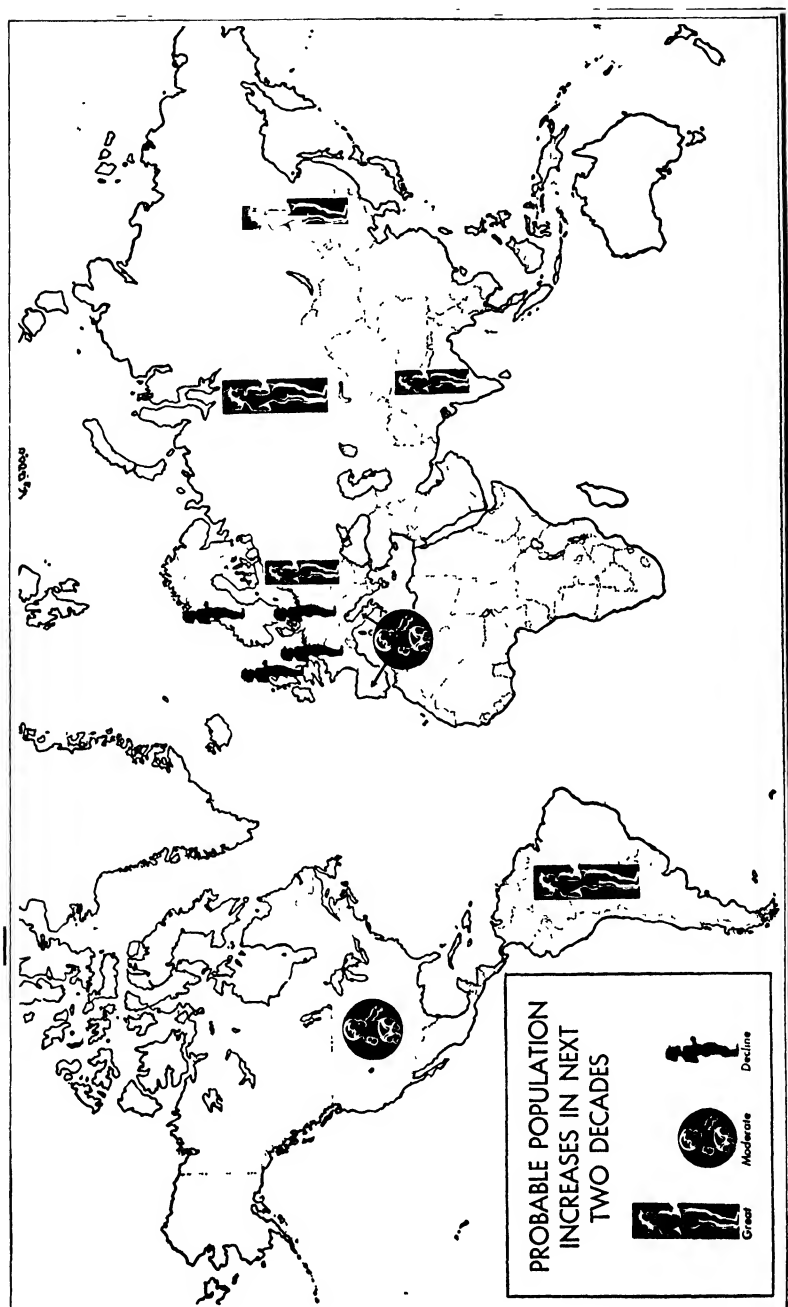 PROBABLE POPULATION
INCREASES IN NEXT
TWO DECADES
Great
Moderate
Decline